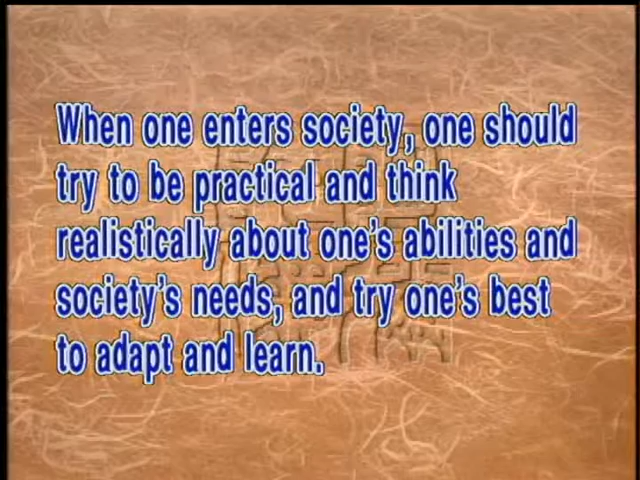 When one enters society, one should
try to be practical and think
realistically about one's abilities and
society's needs, and try one's best
to adapt and learn.